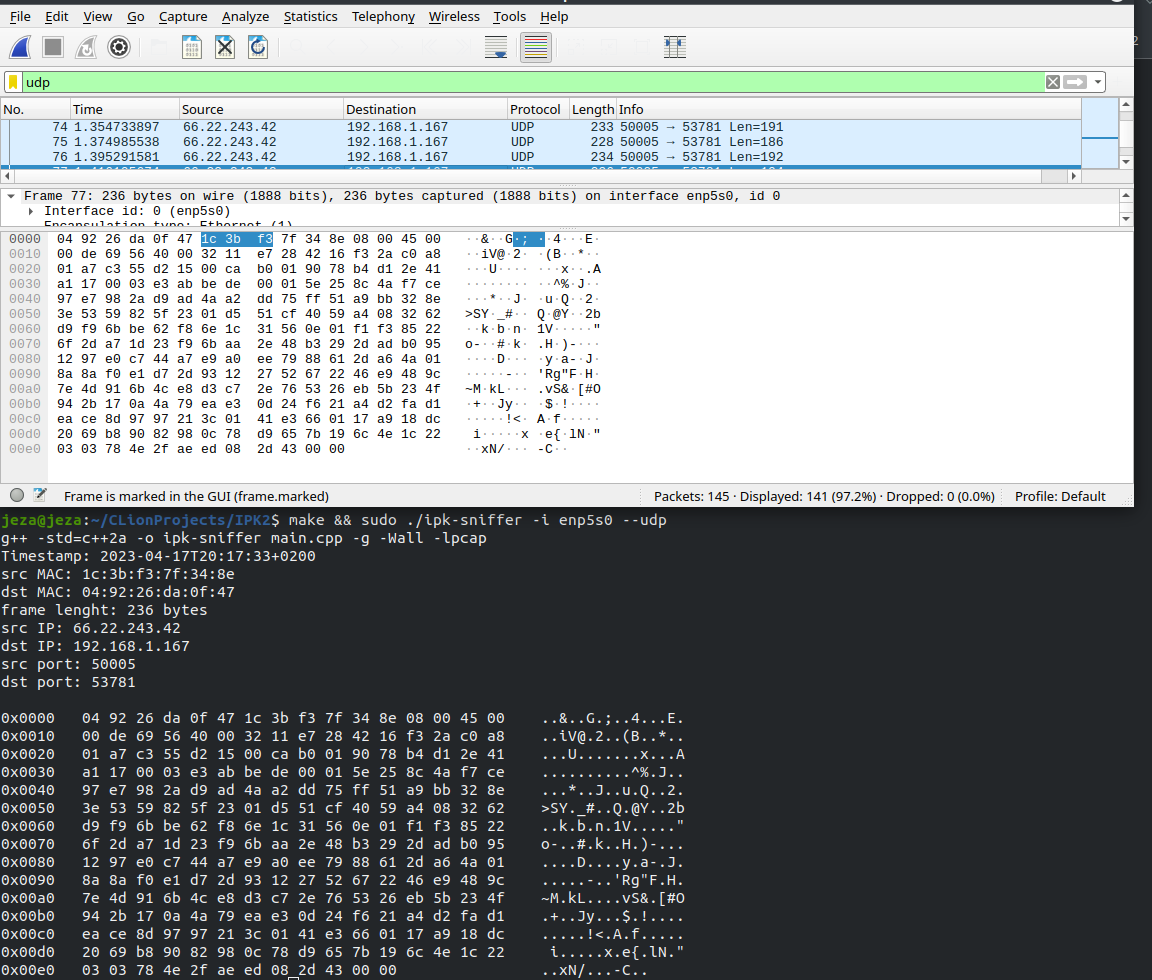 File Edit View Go Capture Analyze Statistics Telephony Wireless Tools Help
udp
No. Time Source Destination Protocol Length Info
74 1.354733897 66.22.243.42 192.168.1.167 UDP 233 50005 → 53781 Len=191
75 1.374985538 66.22.243.42 192.168.1.167 UDP 228 50005 → 53781 Len=186
76 1.395291581 66.22.243.42 192.168.1.167 UDP 234 50005 → 53781 Len=192
Frame 77: 236 bytes on wire (1888 bits), 236 bytes captured (1888 bits) on interface enp5s0, id 0
Interface id: 0 (enp5s0)
Encapsulation type: Ethernet (1)
0000 04 92 26 da 0f 47 1c 3b f3 7f 34 8e 08 00 45 00 ··&··G·;··4···E·
0010 00 de 69 56 40 00 32 11 e7 28 42 16 f3 2a c0 a8 ··iV@·2··(B··*··
0020 01 a7 c3 55 d2 15 00 ca b0 01 90 78 b4 d1 2e 41 ···U·······x··.A
0030 a1 17 00 03 e3 ab be de 00 01 5e 25 8c 4a f7 ce ··········^%·J··
0040 97 e7 98 2a d9 ad 4a a2 dd 75 ff 51 a9 bb 32 8e ···*··J··u·Q··2·
0050 3e 53 59 82 5f 23 01 d5 51 cf 40 59 a4 08 32 62 >SY·_#··Q·@Y··2b
0060 d9 f9 6b be 62 f8 6e 1c 31 56 0e 01 f1 f3 85 22 ··k·b·n·1V·····"
0070 6f 2d a7 1d 23 f9 6b aa 2e 48 b3 29 2d ad b0 95 o-··#·k·.H·)-···
0080 12 97 e0 c7 44 a7 e9 a0 ee 79 88 61 2d a6 4a 01 ····D····y·a-·J·
0090 8a 8a f0 e1 d7 2d 93 12 27 52 67 22 46 e9 48 9c ·····-··'Rg"F·H·
00a0 7e 4d 91 6b 4c e8 d3 c7 2e 76 53 26 eb 5b 23 4f ~M·kL···.vS&·[#O
00b0 94 2b 17 0a 4a 79 ea e3 0d 24 f6 21 a4 d2 fa d1 ·+··Jy···$·!····
00c0 ea ce 8d 97 97 21 3c 01 41 e3 66 01 17 a9 18 dc ·····!<·A·f·····
00d0 20 69 b8 90 82 98 0c 78 d9 65 7b 19 6c 4e 1c 22 i·····x·e{·lN·"
00e0 03 03 78 4e 2f ae ed 08 2d 43 00 00 ··xN/···-C··
Frame is marked in the GUI (frame.marked) Packets: 145 · Displayed: 141 (97.2%) · Dropped: 0 (0.0%) Profile: Default
jeza@jeza:~/CLionProjects/IPK2$ make && sudo ./ipk-sniffer -i enp5s0 --udp
g++ -std=c++2a -o ipk-sniffer main.cpp -g -Wall -lpcap
Timestamp: 2023-04-17T20:17:33+0200
src MAC: 1c:3b:f3:7f:34:8e
dst MAC: 04:92:26:da:0f:47
frame lenght: 236 bytes
src IP: 66.22.243.42
dst IP: 192.168.1.167
src port: 50005
dst port: 53781
0x0000 04 92 26 da 0f 47 1c 3b f3 7f 34 8e 08 00 45 00 ..&..G.;..4...E.
0x0010 00 de 69 56 40 00 32 11 e7 28 42 16 f3 2a c0 a8 ..iV@.2..(B..*..
0x0020 01 a7 c3 55 d2 15 00 ca b0 01 90 78 b4 d1 2e 41 ...U.......x...A
0x0030 a1 17 00 03 e3 ab be de 00 01 5e 25 8c 4a f7 ce ..........^%.J..
0x0040 97 e7 98 2a d9 ad 4a a2 dd 75 ff 51 a9 bb 32 8e ...*..J..u.Q..2.
0x0050 3e 53 59 82 5f 23 01 d5 51 cf 40 59 a4 08 32 62 >SY._#..Q.@Y..2b
0x0060 d9 f9 6b be 62 f8 6e 1c 31 56 0e 01 f1 f3 85 22 ..k.b.n.1V....."
0x0070 6f 2d a7 1d 23 f9 6b aa 2e 48 b3 29 2d ad b0 95 o-..#.k..H.)-...
0x0080 12 97 e0 c7 44 a7 e9 a0 ee 79 88 61 2d a6 4a 01 ....D....y.a-.J.
0x0090 8a 8a f0 e1 d7 2d 93 12 27 52 67 22 46 e9 48 9c .....-..'Rg"F.H.
0x00a0 7e 4d 91 6b 4c e8 d3 c7 2e 76 53 26 eb 5b 23 4f ~M.kL....vS&.[#O
0x00b0 94 2b 17 0a 4a 79 ea e3 0d 24 f6 21 a4 d2 fa d1 .+..Jy...$.!....
0x00c0 ea ce 8d 97 97 21 3c 01 41 e3 66 01 17 a9 18 dc .....!<.A.f.....
0x00d0 20 69 b8 90 82 98 0c 78 d9 65 7b 19 6c 4e 1c 22 i.....x.e{.lN."
0x00e0 03 03 78 4e 2f ae ed 08 2d 43 00 00 ..xN/...-C..